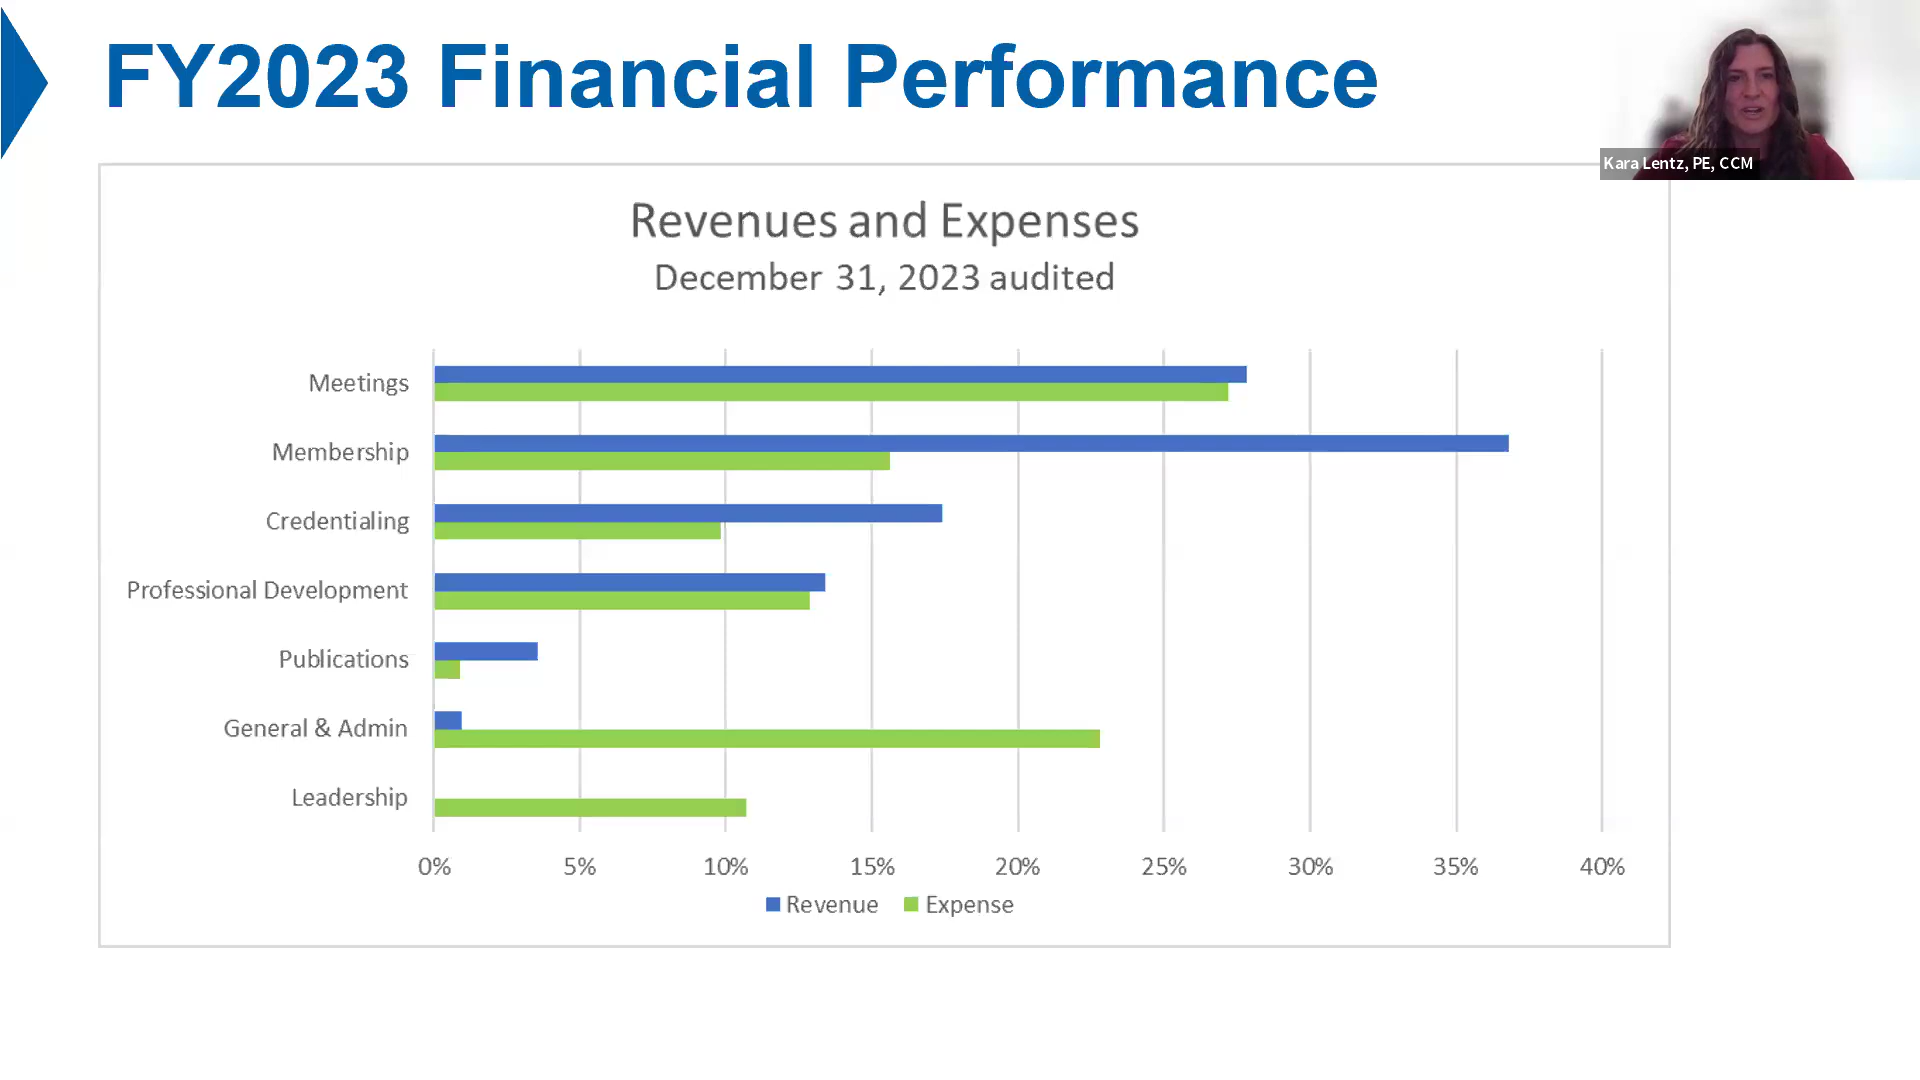 FY2023 Financial Performance
Kara Lentz, PE, CCM
Revenues and Expenses
December 31, 2023 audited
Meetings
Membership
Credentialing
Professional Development
Publications
General & Admin
Leadership
0% 5% 10% 15% 20% 25% 30% 35% 40%
Revenue Expense